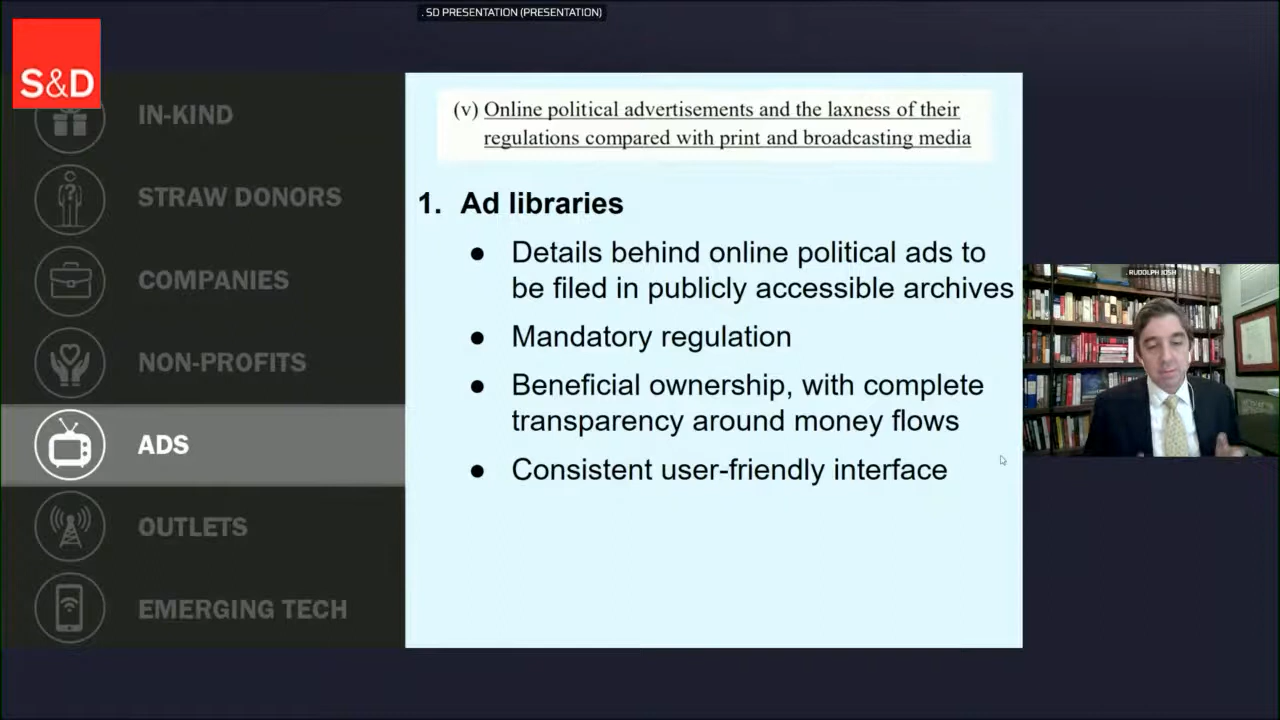 . SD PRESENTATION (PRESENTATION)
S&D
IN-KIND
STRAW DONORS
COMPANIES
NON-PROFITS
ADS
OUTLETS
EMERGING TECH
(v) Online political advertisements and the laxness of their
regulations compared with print and broadcasting media
1. Ad libraries
● Details behind online political ads to
be filed in publicly accessible archives
● Mandatory regulation
● Beneficial ownership, with complete
transparency around money flows
● Consistent user-friendly interface
. RUDOLPH JOSH